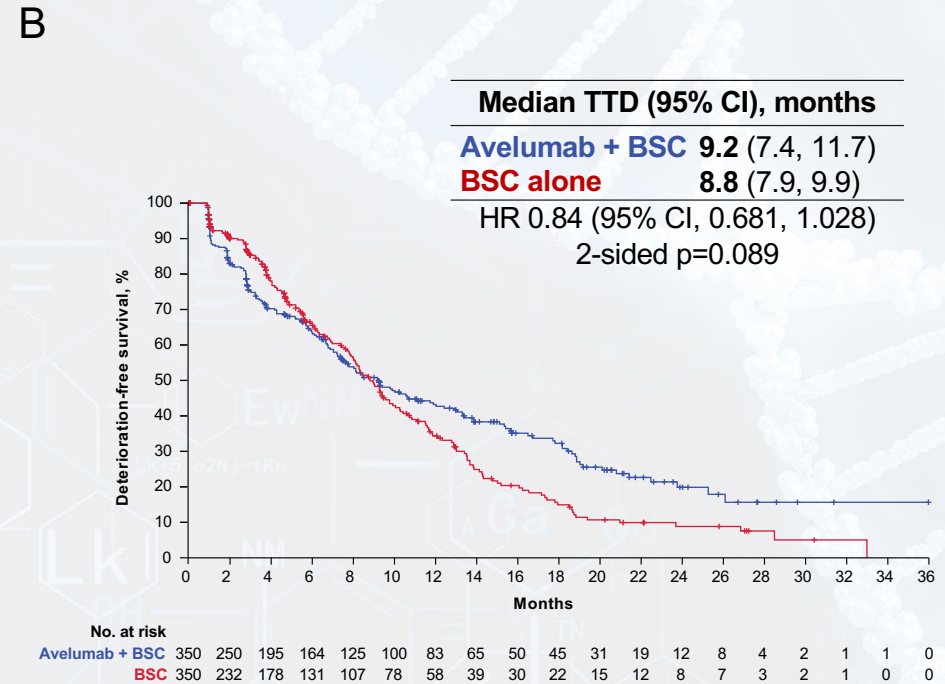 B
Median TTD (95% CI), months
Avelumab + BSC 9.2 (7.4, 11.7)
BSC alone 8.8 (7.9, 9.9)
HR 0.84 (95% CI, 0.681, 1.028)
2-sided p=0.089
Deterioration-free survival, %
100
90
80
70
60
50
40
30
20
10
0
0 2 4 6 8 10 12 14 16 18 20 22 24 26 28 30 32 34 36
Months
No. at risk
Avelumab + BSC 350 250 195 164 125 100 83 65 50 45 31 19 12 8 4 2 1 1 0
BSC 350 232 178 131 107 78 58 39 30 22 15 12 8 7 3 2 1 0 0
Ew
Lk
NM
Ca
A
TN